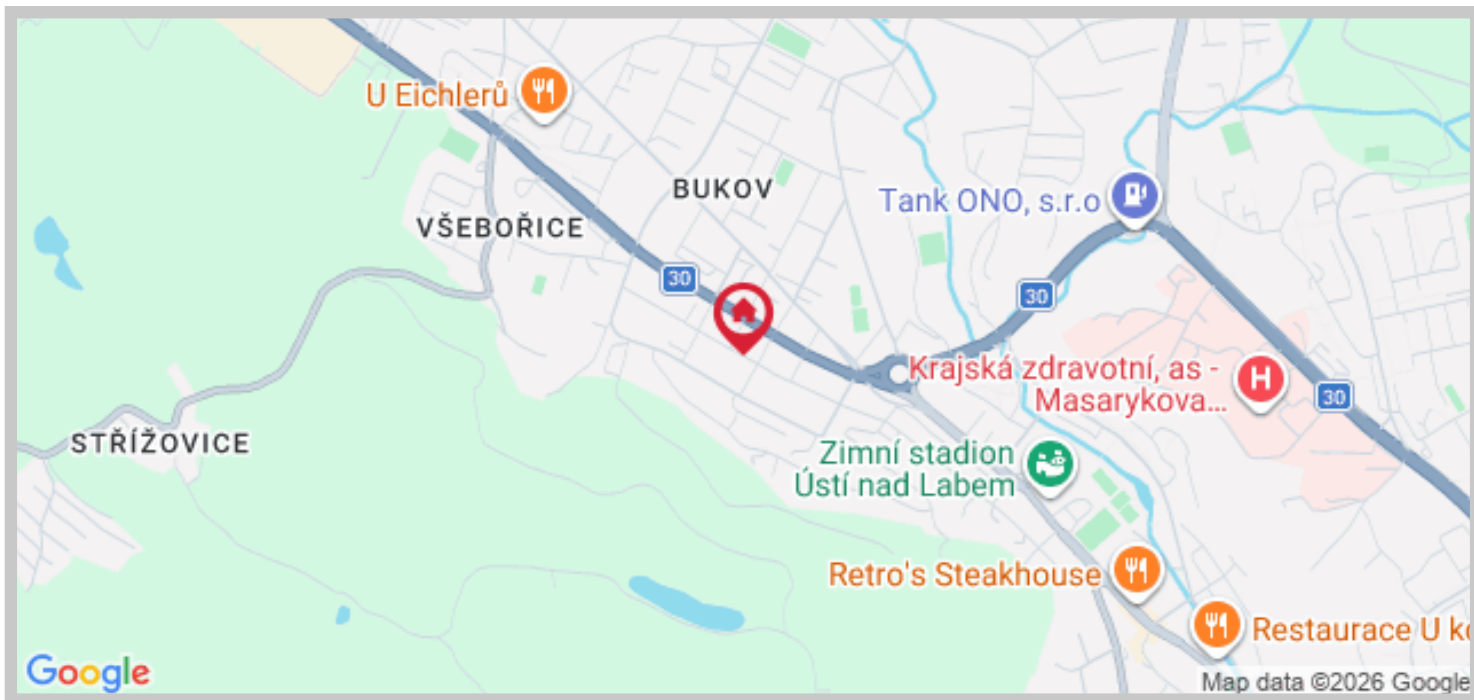 U Eichlerů
BUKOV
Tank ONO, s.r.o
VŠEBOŘICE
30
30
Krajská zdravotní, as -
Masarykova...
30
STŘÍŽOVICE
Zimní stadion
Ústí nad Labem
Retro's Steakhouse
Restaurace U ko
Google
Map data ©2026 Google